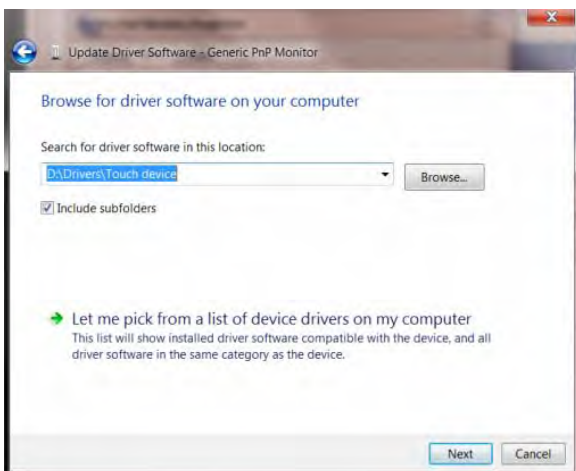 Update Driver Software - Generic PnP Monitor
Browse for driver software on your computer
Search for driver software in this location:
D:\Drivers\Touch device
Browse...
Include subfolders
Let me pick from a list of device drivers on my computer
This list will show installed driver software compatible with the device, and all
driver software in the same category as the device.
Next
Cancel